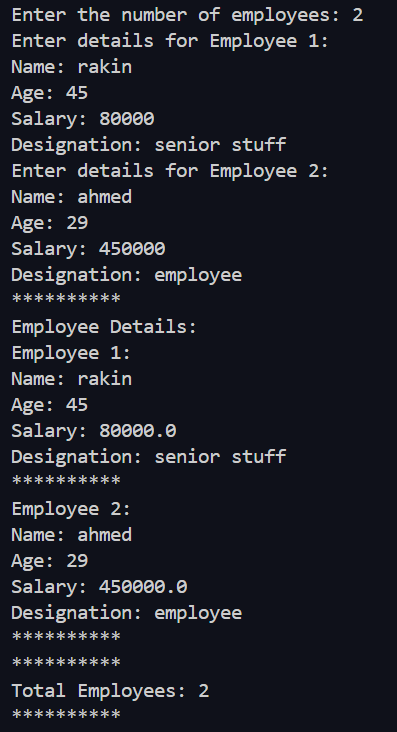 Enter the number of employees: 2
Enter details for Employee 1:
Name: rakin
Age: 45
Salary: 80000
Designation: senior stuff
Enter details for Employee 2:
Name: ahmed
Age: 29
Salary: 450000
Designation: employee
**********
Employee Details:
Employee 1:
Name: rakin
Age: 45
Salary: 80000.0
Designation: senior stuff
**********
Employee 2:
Name: ahmed
Age: 29
Salary: 450000.0
Designation: employee
**********
**********
Total Employees: 2
**********